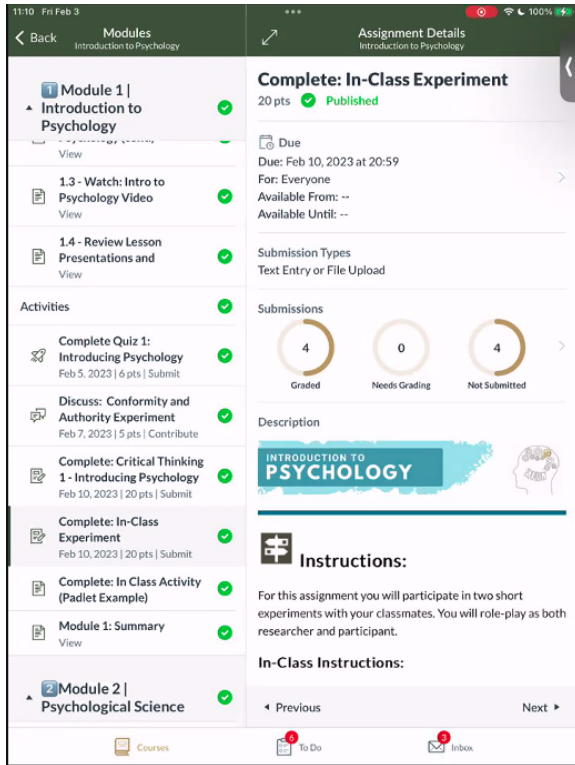 11:10 Fri Feb 3
100%
Back
Modules
Introduction to Psychology
Assignment Details
Introduction to Psychology
1 Module 1 |
Introduction to
Psychology
View
1.3 - Watch: Intro to
Psychology Video
View
1.4 - Review Lesson
Presentations and
View
Activities
Complete Quiz 1:
Introducing Psychology
Feb 5, 2023 | 6 pts | Submit
Discuss: Conformity and
Authority Experiment
Feb 7, 2023 | 5 pts | Contribute
Complete: Critical Thinking
1 - Introducing Psychology
Feb 10, 2023 | 20 pts | Submit
Complete: In-Class
Experiment
Feb 10, 2023 | 20 pts | Submit
Complete: In Class Activity
(Padlet Example)
Module 1: Summary
View
2 Module 2 |
Psychological Science
Complete: In-Class Experiment
20 pts Published
Due
Due: Feb 10, 2023 at 20:59
For: Everyone
Available From: --
Available Until: --
Submission Types
Text Entry or File Upload
Submissions
4
0
4
Graded
Needs Grading
Not Submitted
Description
INTRODUCTION TO
PSYCHOLOGY
Instructions:
For this assignment you will participate in two short
experiments with your classmates. You will role-play as both
researcher and participant.
In-Class Instructions:
Previous
Next
Courses
6
To Do
3
Inbox